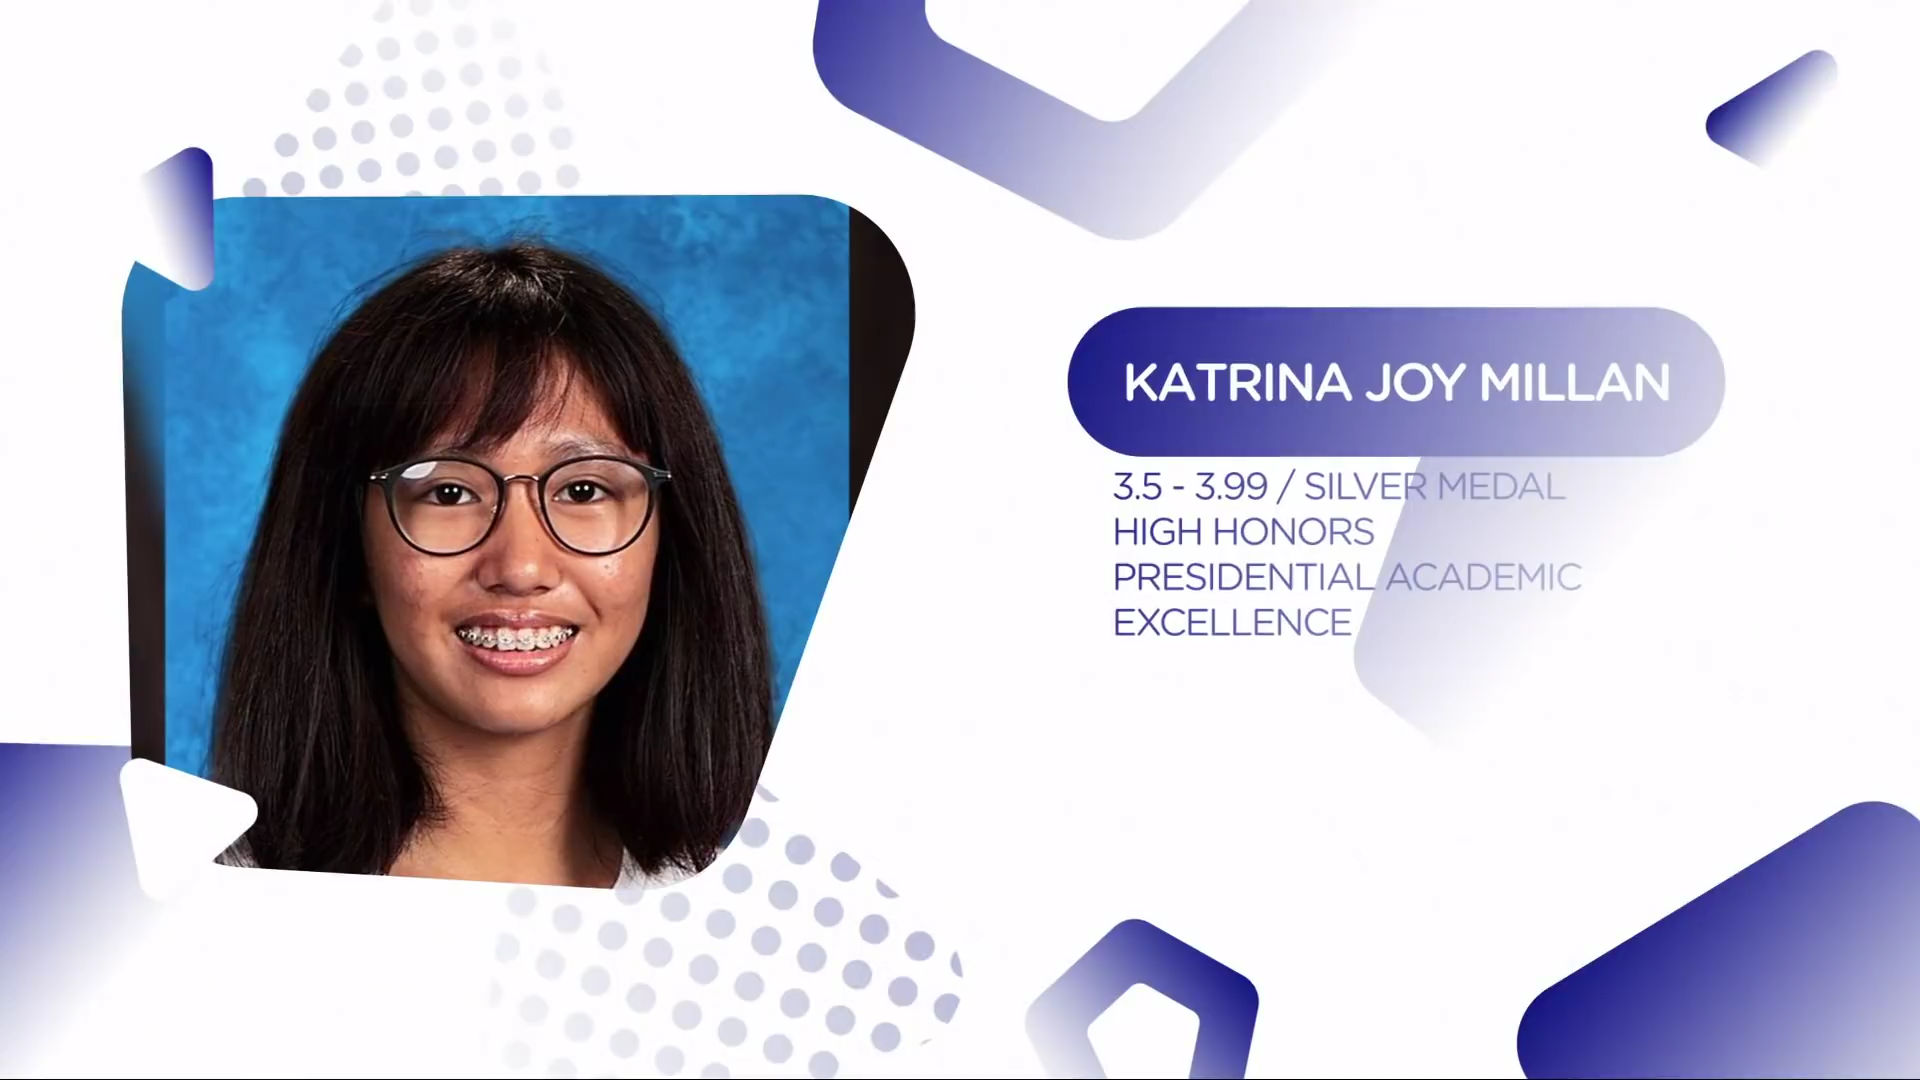 KATRINA JOY MILLAN
3.5 - 3.99 / SILVER MEDAL
HIGH HONORS
PRESIDENTIAL ACADEMIC
EXCELLENCE